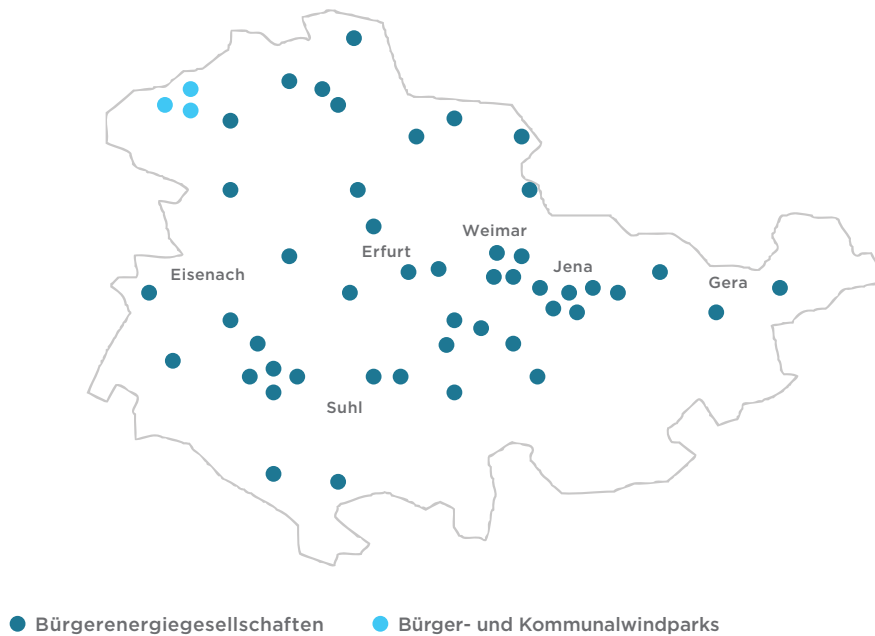 Weimar
Erfurt
Jena
Eisenach
Gera
Suhl
Bürgerenergiegesellschaften
Bürger- und Kommunalwindparks